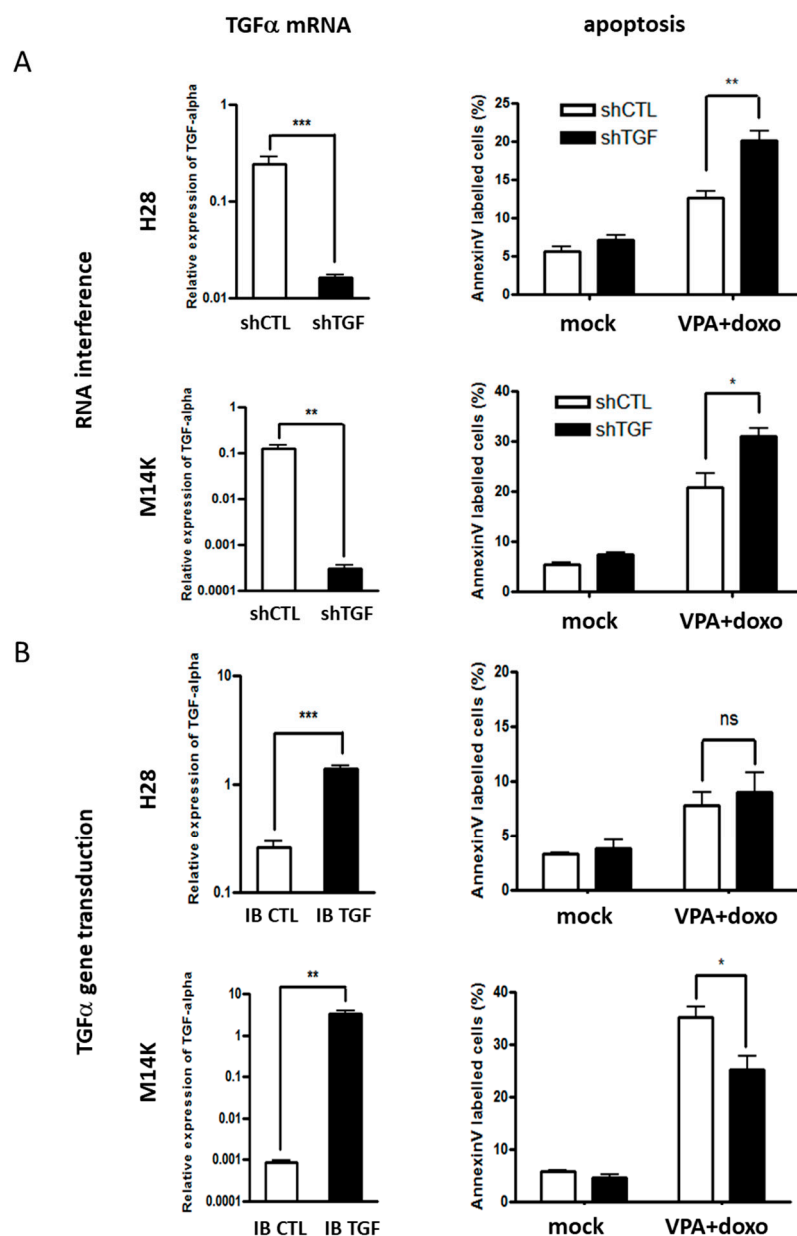 TGFα mRNA
apoptosis
A
RNA interference
H28
Relative expression of TGF-alpha
1
0.1
0.01
***
shCTL shTGF
AnnexinV labelled cells (%)
25
20
15
10
5
0
shCTL
shTGF
**
mock VPA+doxo
M14K
Relative expression of TGF-alpha
1
0.1
0.01
0.001
0.0001
**
shCTL shTGF
AnnexinV labelled cells (%)
40
30
20
10
0
shCTL
shTGF
*
mock VPA+doxo
B
TGFα gene transduction
H28
Relative expression of TGF-alpha
10
1
0.1
***
IB CTL IB TGF
AnnexinV labelled cells (%)
20
15
10
5
0
ns
mock VPA+doxo
M14K
Relative expression of TGF-alpha
10
1
0.1
0.01
0.001
0.0001
**
IB CTL IB TGF
AnnexinV labelled cells (%)
40
30
20
10
0
*
mock VPA+doxo